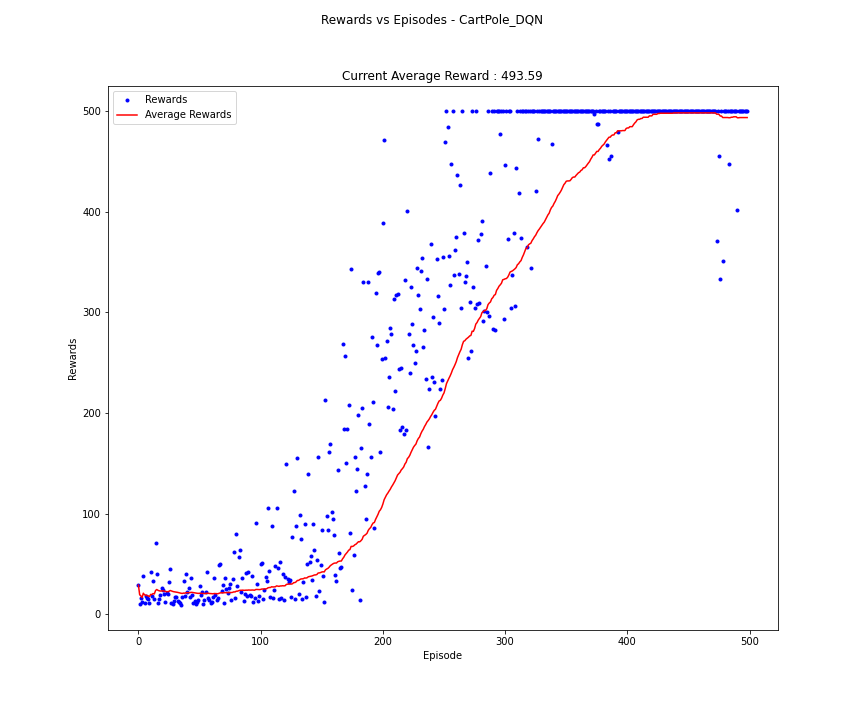 Rewards vs Episodes - CartPole_DQN
Current Average Reward : 493.59
Rewards
Average Rewards
500
400
300
200
100
0
Rewards
0 100 200 300 400 500
Episode